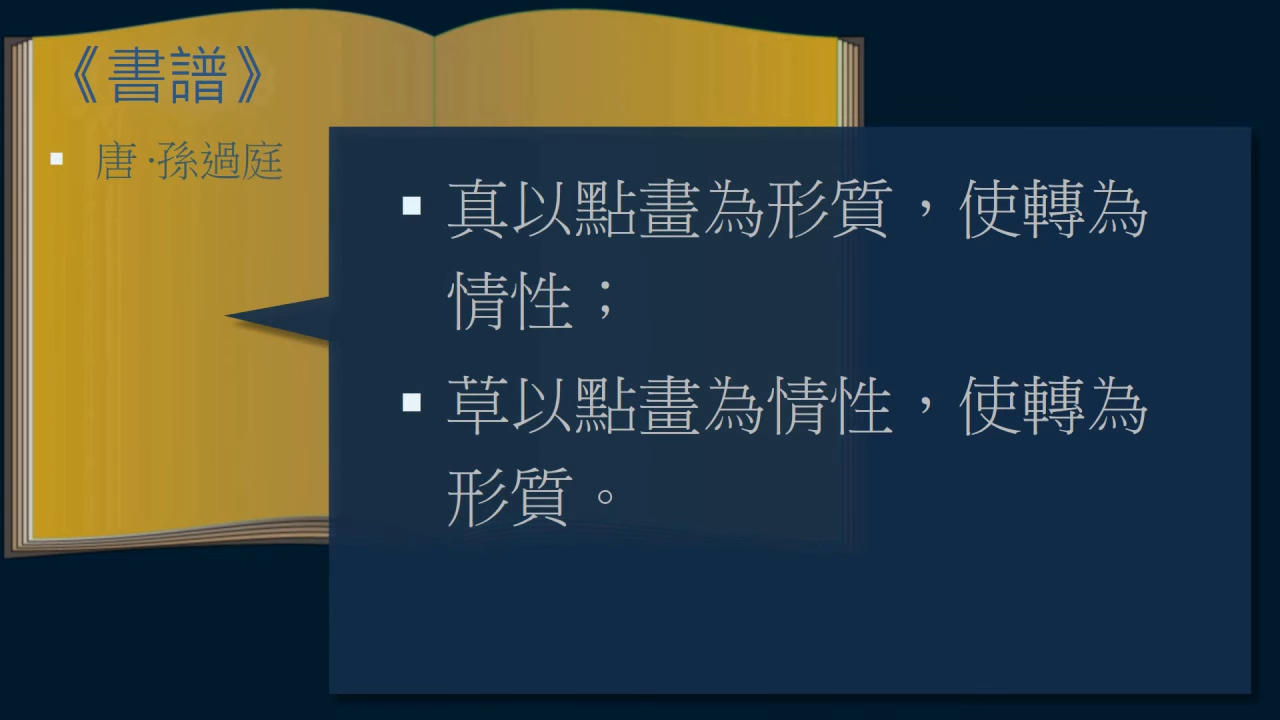 《書譜》
唐·孫過庭
真以點畫為形質，使轉為
情性；
草以點畫為情性，使轉為
形質。